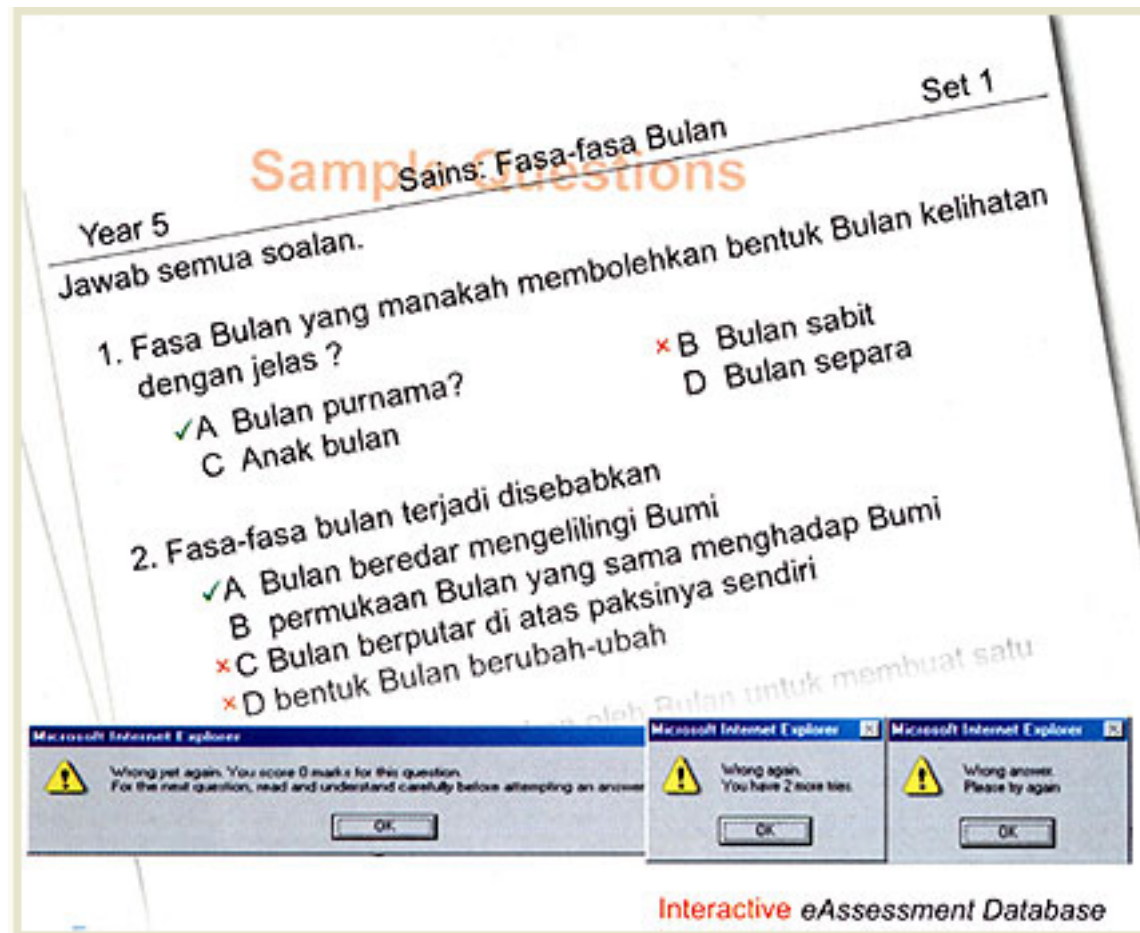 Set 1
Sample Questions
Sains: Fasa-fasa Bulan
Year 5
Jawab semua soalan.
1. Fasa Bulan yang manakah membolehkan bentuk Bulan kelihatan
dengan jelas ?
✓A Bulan purnama?
×B Bulan sabit
C Anak bulan
D Bulan separa
2. Fasa-fasa bulan terjadi disebabkan
✓A Bulan beredar mengelilingi Bumi
B permukaan Bulan yang sama menghadap Bumi
×C Bulan berputar di atas paksinya sendiri
×D bentuk Bulan berubah-ubah
oleh Bulan untuk membuat satu
Microsoft Internet Explorer
Wrong yet again. You score 0 marks for this question.
For the next question, read and understand carefully before attempting an answer
OK
Microsoft Internet Explorer
Wrong again.
You have 2 more tries.
OK
Microsoft Internet Explorer
Wrong answer.
Please try again
OK
Interactive eAssessment Database